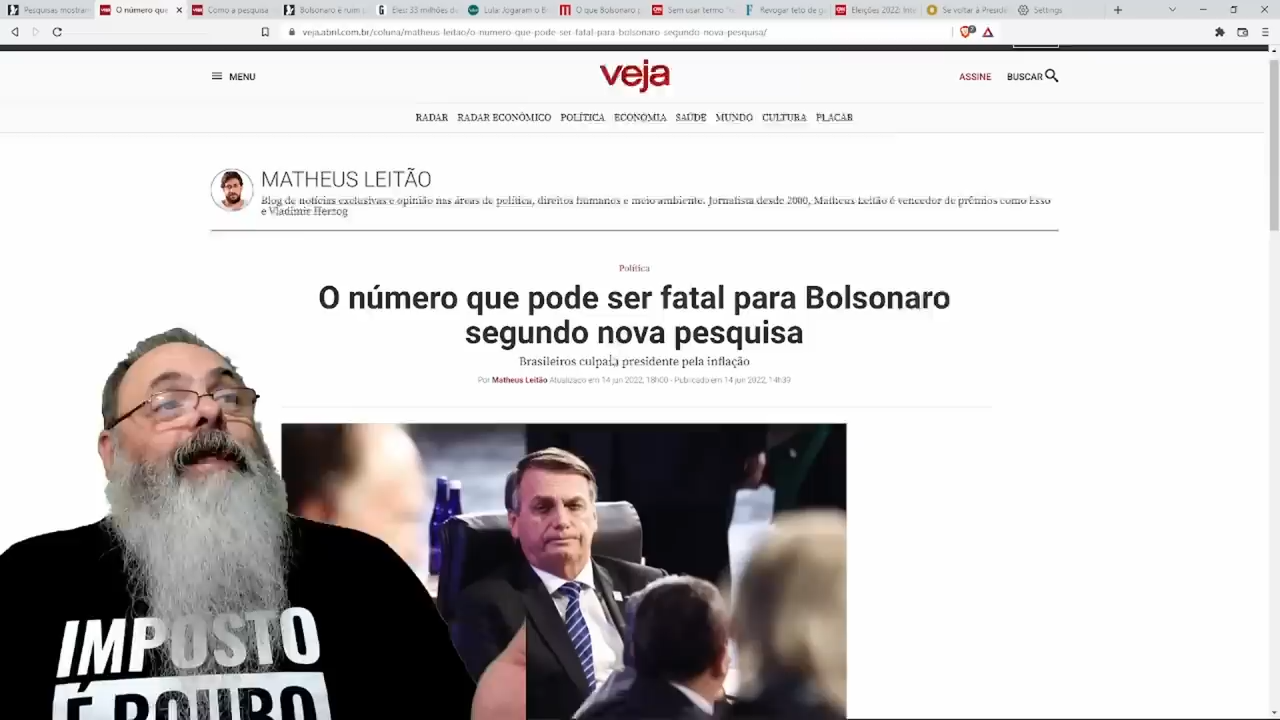 Pesquisas mostram
O número que
Como a pesquisa
Bolsonaro é ruim p
Eles! 33 milhões d
Lula: Jogaram o B
O que Bolsonaro p
Sem usar termo "te
Revogar teto de g
Eleições 2022:
Se voltar à Presid
Settings
veja.abril.com.br/coluna/matheus-leitao/o-numero-que-pode-ser-fatal-para-bolsonaro-segundo-nova-pesquisa/
MENU
veja
ASSINE
BUSCAR
RADAR RADAR ECONÔMICO POLÍTICA ECONOMIA SAÚDE MUNDO CULTURA PLACAR
MATHEUS LEITÃO
Blog de notícias exclusivas e opinião nas áreas de política, direitos humanos e meio ambiente. Jornalista desde 2000, Matheus Leitão é vencedor de prêmios como Esso
e Vladimir Herzog
Política
O número que pode ser fatal para Bolsonaro
segundo nova pesquisa
Brasileiros culpam presidente pela inflação
Por Matheus Leitão Atualizado em 14 jun 2022, 18h00 - Publicado em 14 jun 2022, 14h39
IMPOSTO
É ROUBO